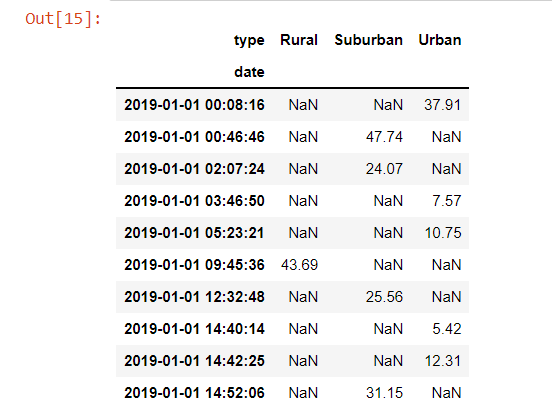 Out[15]:
type Rural Suburban Urban
date
2019-01-01 00:08:16 NaN NaN 37.91
2019-01-01 00:46:46 NaN 47.74 NaN
2019-01-01 02:07:24 NaN 24.07 NaN
2019-01-01 03:46:50 NaN NaN 7.57
2019-01-01 05:23:21 NaN NaN 10.75
2019-01-01 09:45:36 43.69 NaN NaN
2019-01-01 12:32:48 NaN 25.56 NaN
2019-01-01 14:40:14 NaN NaN 5.42
2019-01-01 14:42:25 NaN NaN 12.31
2019-01-01 14:52:06 NaN 31.15 NaN